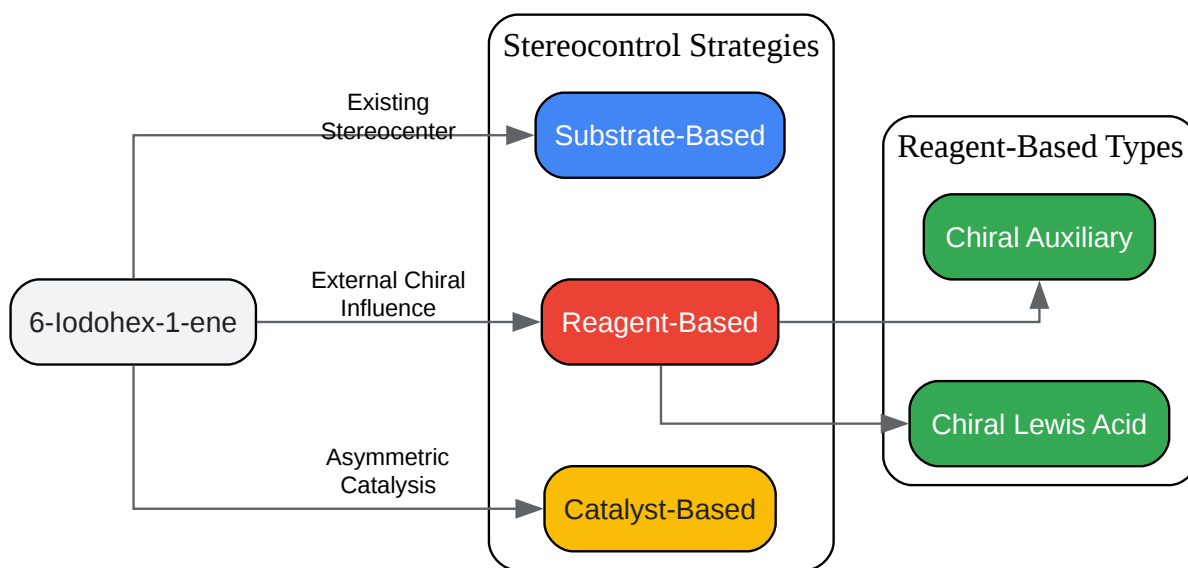 Stereocontrol Strategies
Existing
Stereocenter
Substrate-Based
Reagent-Based Types
Chiral Auxiliary
External Chiral
Influence
6-Iodohex-1-ene
Reagent-Based
Chiral Lewis Acid
Asymmetric
Catalysis
Catalyst-Based